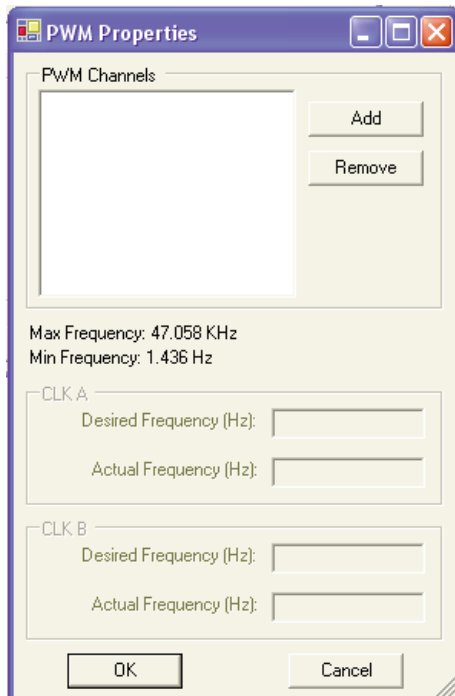 PWM Properties
PWM Channels
Add
Remove
Max Frequency: 47.058 KHz
Min Frequency: 1.436 Hz
CLK A
Desired Frequency (Hz):
Actual Frequency (Hz):
CLK B
Desired Frequency (Hz):
Actual Frequency (Hz):
OK
Cancel